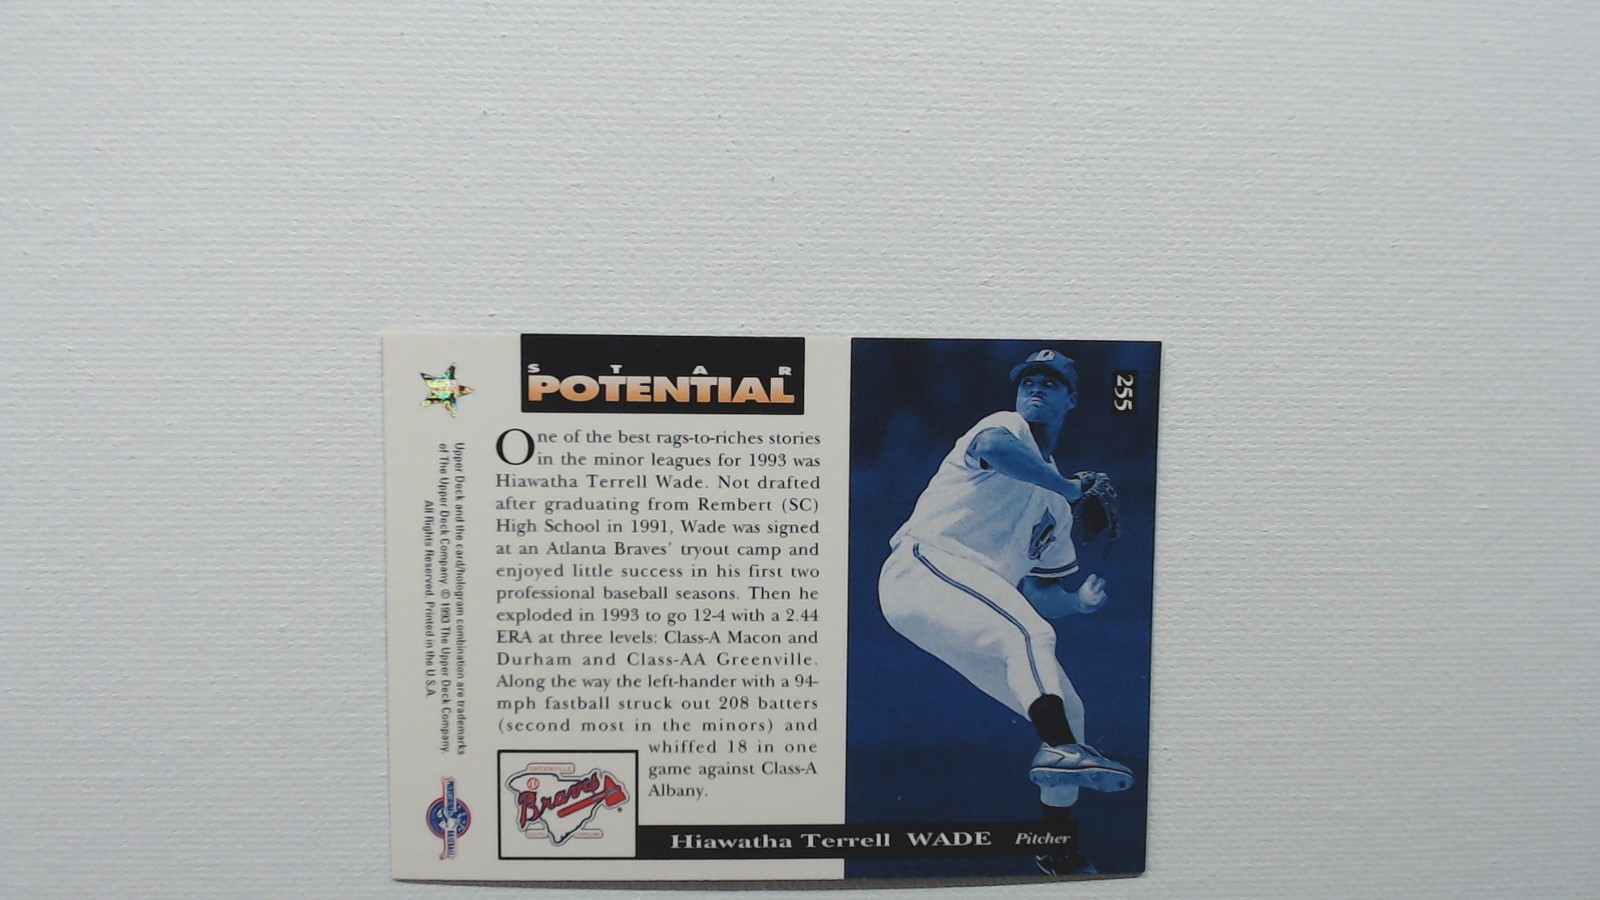 STAR
POTENTIAL
One of the best rags-to-riches stories
in the minor leagues for 1993 was
Hiawatha Terrell Wade. Not drafted
after graduating from Rembert (SC)
High School in 1991, Wade was signed
at an Atlanta Braves' tryout camp and
enjoyed little success in his first two
professional baseball seasons. Then he
exploded in 1993 to go 12-4 with a 2.44
ERA at three levels: Class-A Macon and
Durham and Class-AA Greenville.
Along the way the left-hander with a 94-
mph fastball struck out 208 batters
(second most in the minors) and
whiffed 18 in one
game against Class-A
Albany.
GREENVILLE
Braves
SOUTH CAROLINA
Hiawatha Terrell WADE Pitcher
255
D
Upper Deck and the card/hologram combination are trademarks
of The Upper Deck Company. © 1993 The Upper Deck Company.
All Rights Reserved. Printed in the U.S.A.